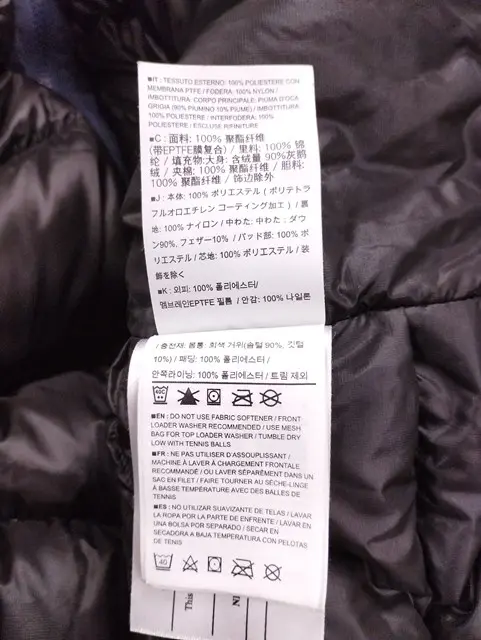 ■IT : TESSUTO ESTERNO: 100% POLIESTERE CON
MEMBRANA PTFE / FODERA: 100% NYLON /
IMBOTTITURA: CORPO PRINCIPALE: PIUMA D'OCA
GRIGIA (90% PIUMINO 10% PIUME) / IMBOTTITURA:
100% POLIESTERE / INTERFODERA: 100%
POLIESTERE / ESCLUSE RIFINITURE
■C : 面料: 100% 聚酯纤维
(带EPTFE膜复合) / 里料: 100% 锦
纶 / 填充物:大身: 含绒量 90%灰鹅
绒 / 夹棉: 100% 聚酯纤维 / 胆料:
100% 聚酯纤维 / 饰边除外
■J : 本体: 100% ポリエステル ( ポリテトラ
フルオロエチレン コーティング加工 ) / 裏
地: 100% ナイロン / 中わた: 中わた : ダウ
ン90%, フェザー10% / パッド部: 100% ポ
リエステル / 芯地: 100% ポリエステル / 装
飾を除く
■K : 외피: 100% 폴리에스터/
멤브레인EPTFE 필름 / 안감: 100% 나일론
/ 충전재: 몸통: 회색 거위(솜털 90%, 깃털
10%) / 패딩: 100% 폴리에스터 /
안쪽라이닝: 100% 폴리에스터 / 트림 제외
40C
■EN : DO NOT USE FABRIC SOFTENER / FRONT
LOADER WASHER RECOMMENDED / USE MESH
BAG FOR TOP LOADER WASHER / TUMBLE DRY
LOW WITH TENNIS BALLS
■FR : NE PAS UTILISER D'ASSOUPLISSANT /
MACHINE À LAVER À CHARGEMENT FRONTALE
RECOMMANDÉ / OU LAVER SÉPARÉMENT DANS UN
SAC EN FILET / FAIRE TOURNER AU SÈCHE-LINGE
À BASSE TEMPÉRATURE AVEC DES BALLES DE
TENNIS
■ES : NO UTILIZAR SUAVIZANTE DE TELAS / LAVAR
LA ROPA POR LA PARTE DE ENFRENTE / LAVAR EN
UNA BOLSA POR SEPARADO / SECAR EN
SECADORA A BAJA TEMPERATURA CON PELOTAS
DE TENIS
40
This